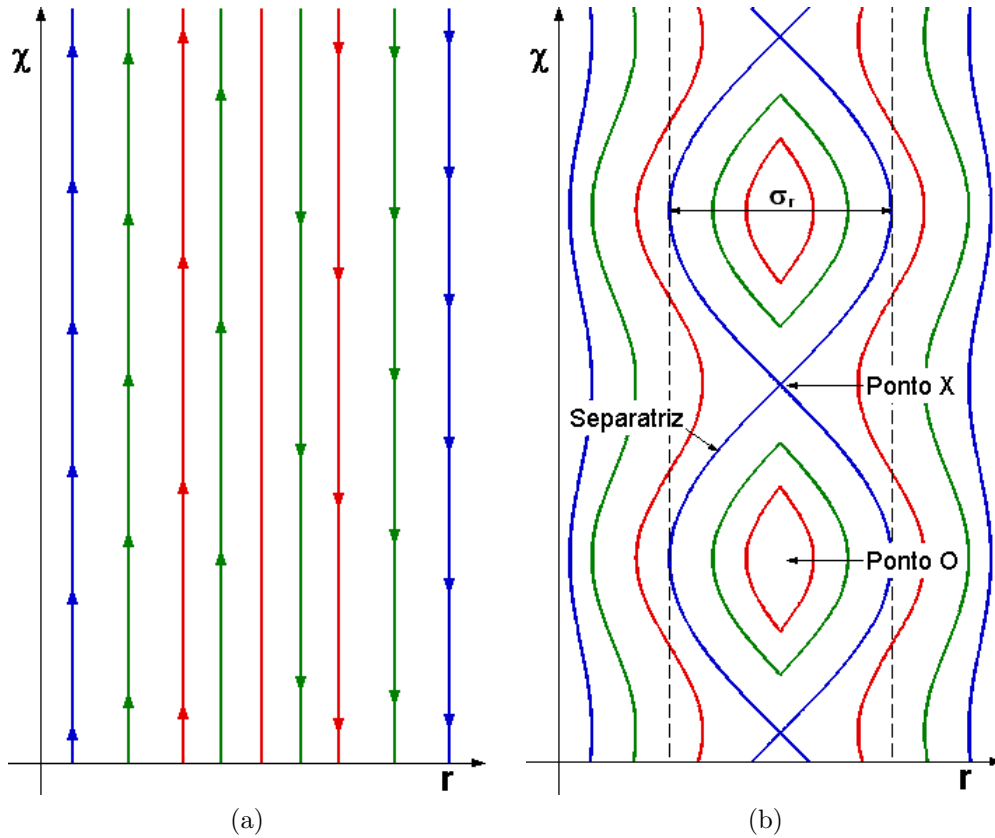 χ
r
(a)
χ
σr
Ponto X
Separatriz
Ponto O
r
(b)